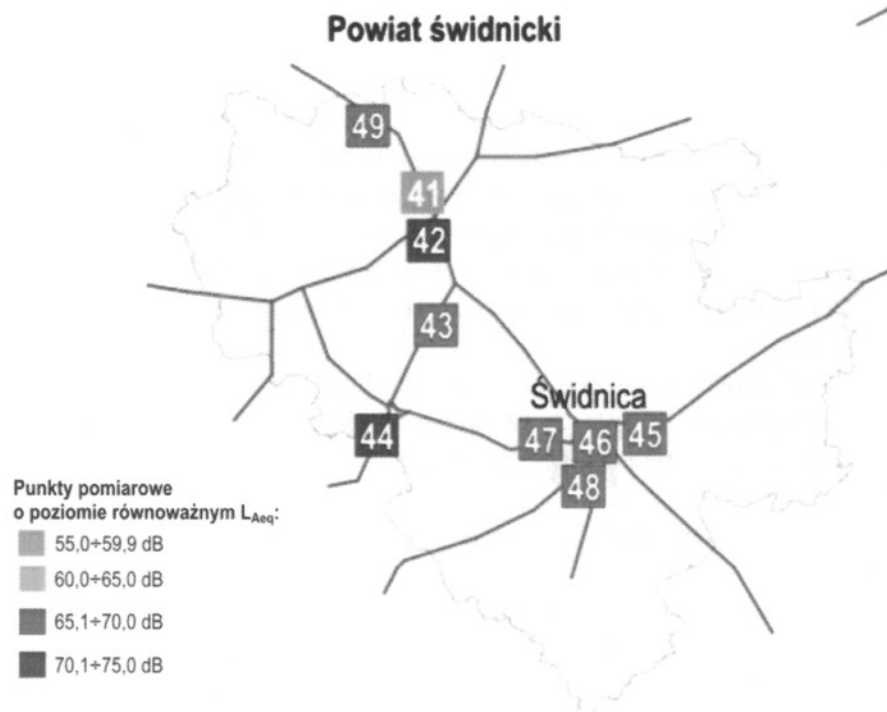 Powiat świdnicki
49
41
42
43
Świdnica
44
47
46
45
48
Punkty pomiarowe
o poziomie równoważnym LAeq:
55,0÷59,9 dB
60,0÷65,0 dB
65,1÷70,0 dB
70,1÷75,0 dB